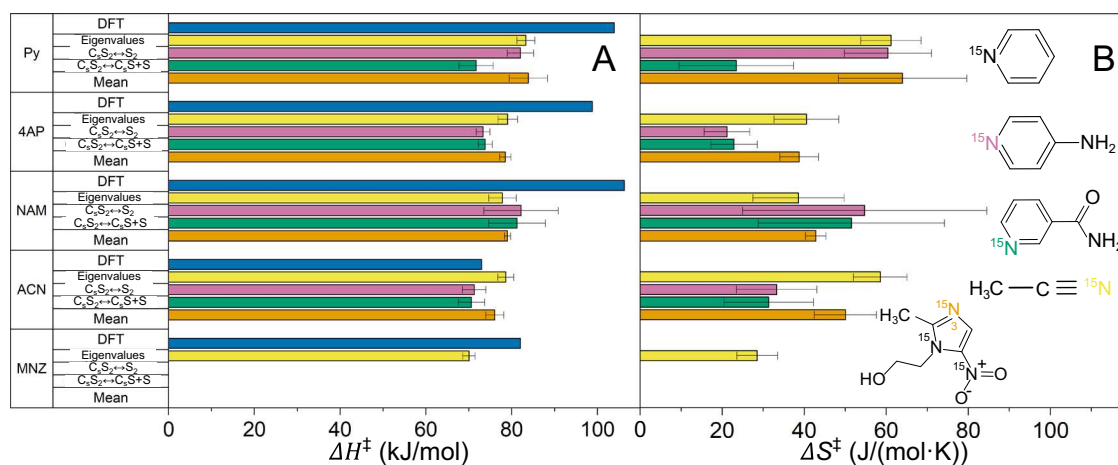 Py
DFT
Eigenvalues
CₛS₂↔S₂
CₛS₂↔CₛS+S
Mean
4AP
DFT
Eigenvalues
CₛS₂↔S₂
CₛS₂↔CₛS+S
Mean
NAM
DFT
Eigenvalues
CₛS₂↔S₂
CₛS₂↔CₛS+S
Mean
ACN
DFT
Eigenvalues
CₛS₂↔S₂
CₛS₂↔CₛS+S
Mean
MNZ
DFT
Eigenvalues
CₛS₂↔S₂
CₛS₂↔CₛS+S
Mean
A
0 20 40 60 80 100
ΔH‡ (kJ/mol)
B
¹⁵N
¹⁵N
NH₂
O
¹⁵N
NH₂
H₃C
C
¹⁵N
¹⁵N
3
H₃C
15
N
HO
15
N⁺
O
O⁻
0 20 40 60 80 100
ΔS‡ (J/(mol·K))